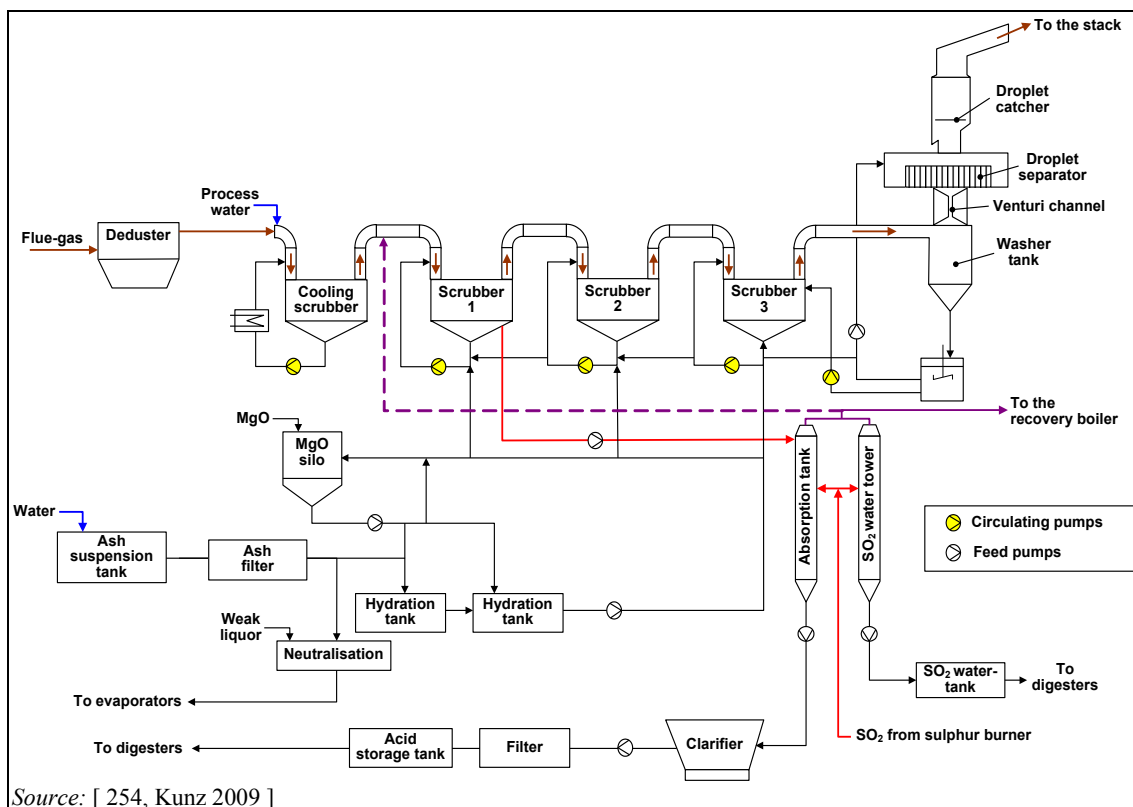 To the stack
Droplet
catcher
Droplet
separator
Venturi channel
Washer
tank
Process
water
Flue-gas
Deduster
Cooling
scrubber
Scrubber
1
Scrubber
2
Scrubber
3
To the
recovery boiler
MgO
MgO
silo
Absorption tank
SO2 water tower
Circulating pumps
Feed pumps
Water
Ash
suspension
tank
Ash
filter
Hydration
tank
Hydration
tank
Weak
liquor
Neutralisation
To evaporators
SO2 water-
tank
To
digesters
SO2 from sulphur burner
To digesters
Acid
storage tank
Filter
Clarifier
Source: [ 254, Kunz 2009 ]